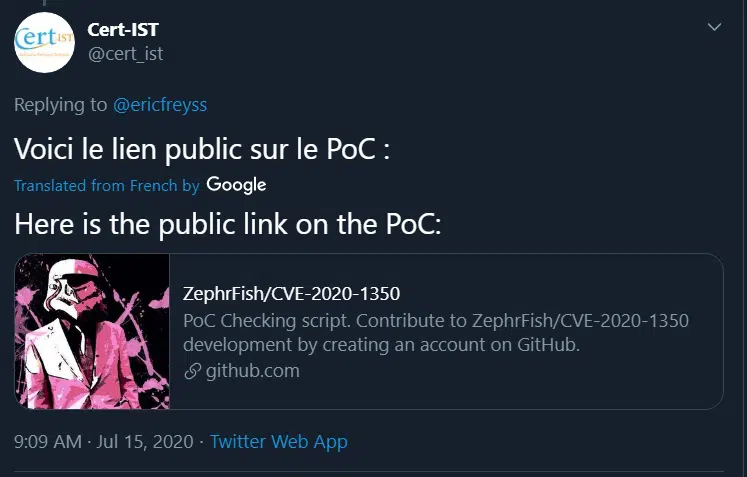 Cert IST
Cert-IST
@cert_ist
Replying to @ericfreyss
Voici le lien public sur le PoC :
Translated from French by Google
Here is the public link on the PoC:
ZephrFish/CVE-2020-1350
PoC Checking script. Contribute to ZephrFish/CVE-2020-1350
development by creating an account on GitHub.
github.com
9:09 AM · Jul 15, 2020 · Twitter Web App